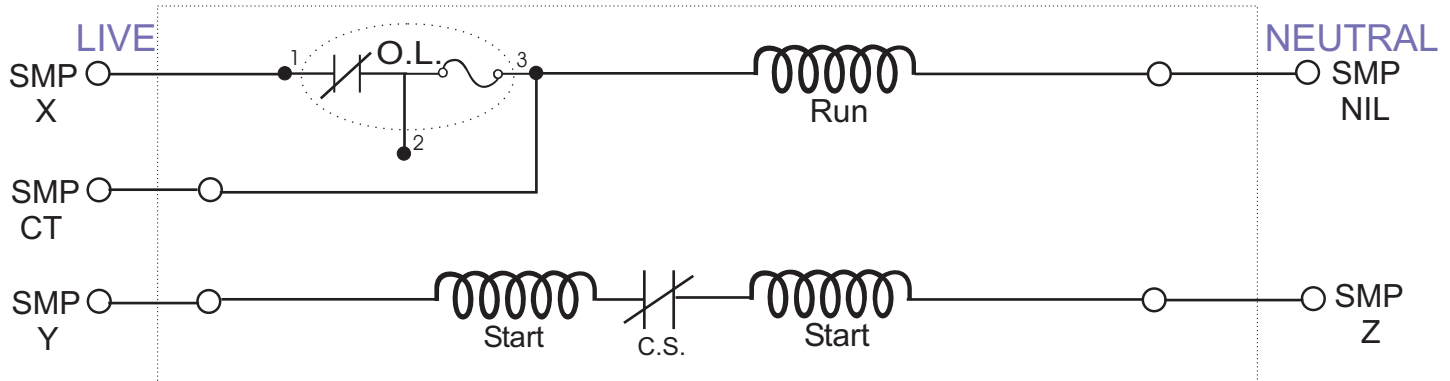 LIVE
NEUTRAL
SMP
X
1
O.L.
3
2
Run
SMP
NIL
SMP
CT
SMP
Y
Start
C.S.
Start
SMP
Z